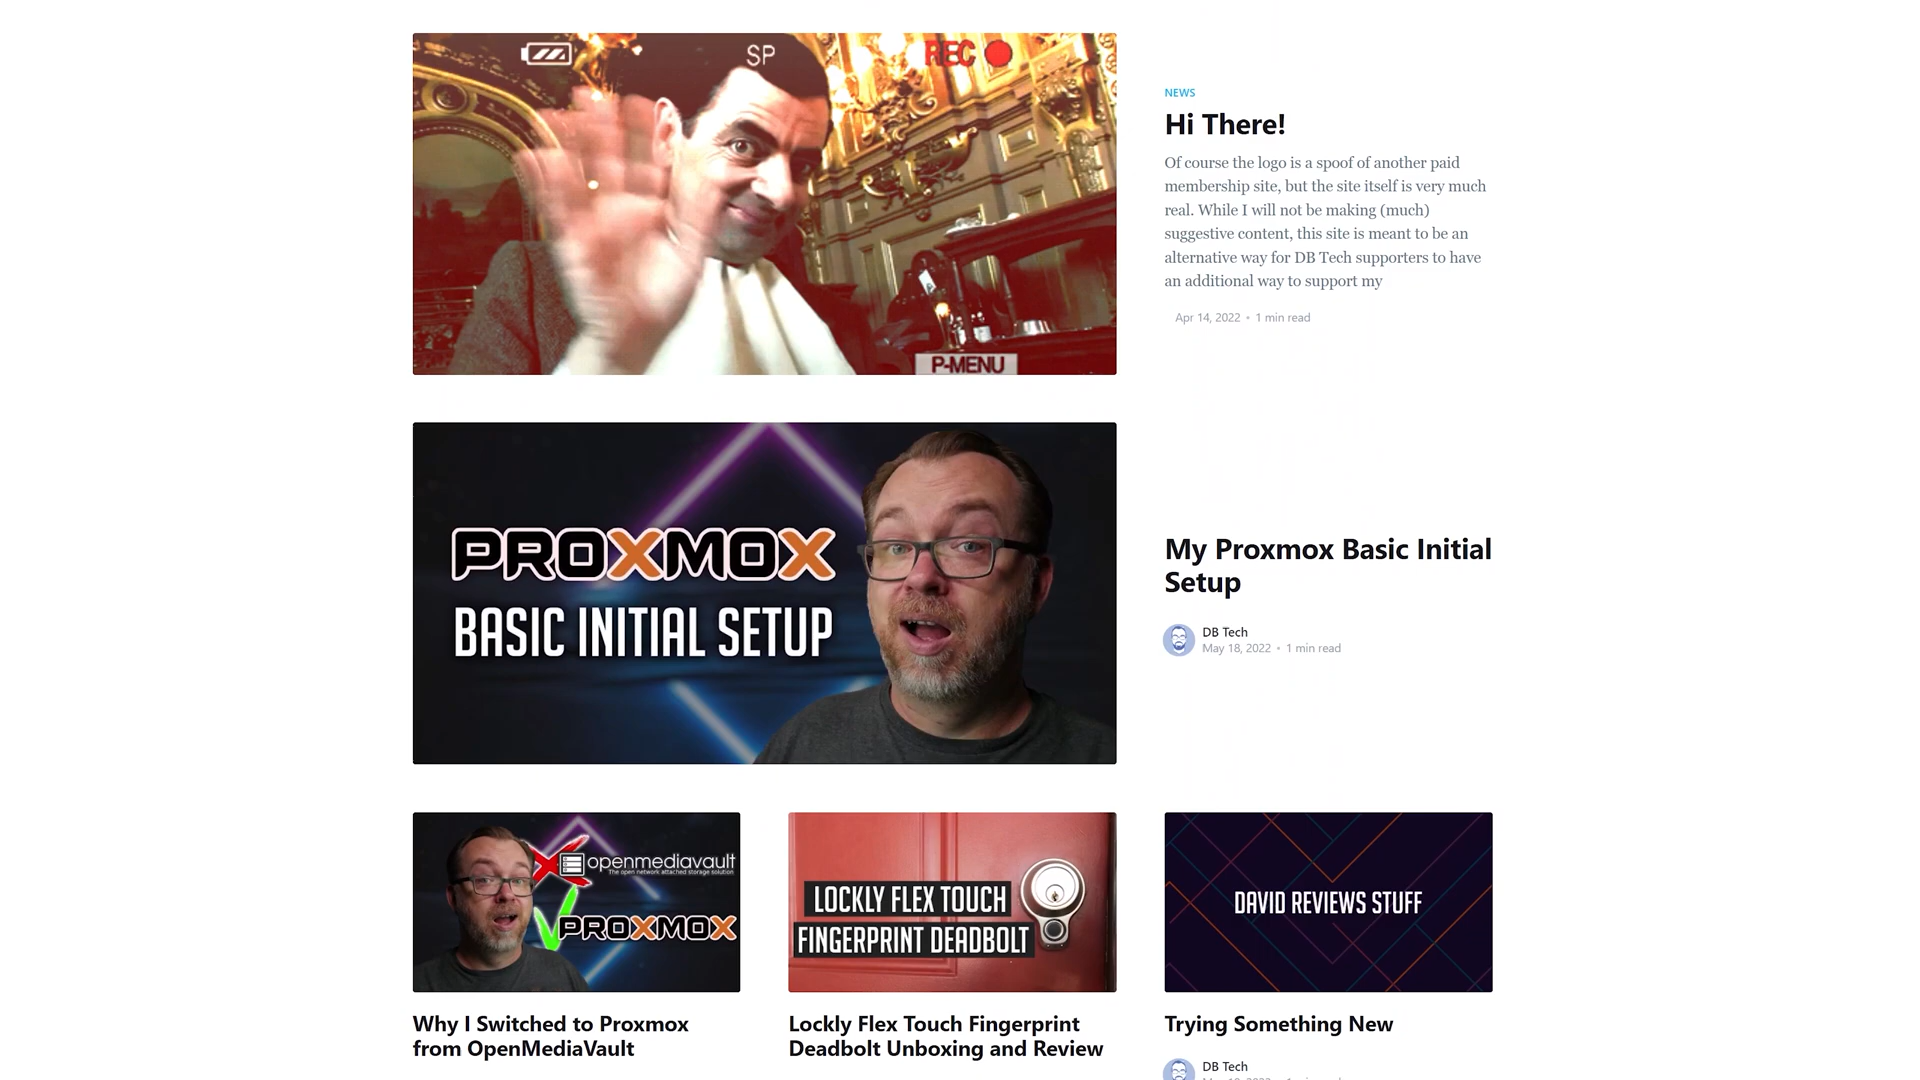 SP
REC
P-MENU
NEWS
Hi There!
Of course the logo is a spoof of another paid
membership site, but the site itself is very much
real. While I will not be making (much)
suggestive content, this site is meant to be an
alternative way for DB Tech supporters to have
an additional way to support my
Apr 14, 2022 • 1 min read
PROXMOX
BASIC INITIAL SETUP
My Proxmox Basic Initial
Setup
DB Tech
May 18, 2022 • 1 min read
openmediavault
The open network attached storage solution
PROXMOX
Why I Switched to Proxmox
from OpenMediaVault
LOCKLY FLEX TOUCH
FINGERPRINT DEADBOLT
Lockly Flex Touch Fingerprint
Deadbolt Unboxing and Review
DAVID REVIEWS STUFF
Trying Something New
DB Tech